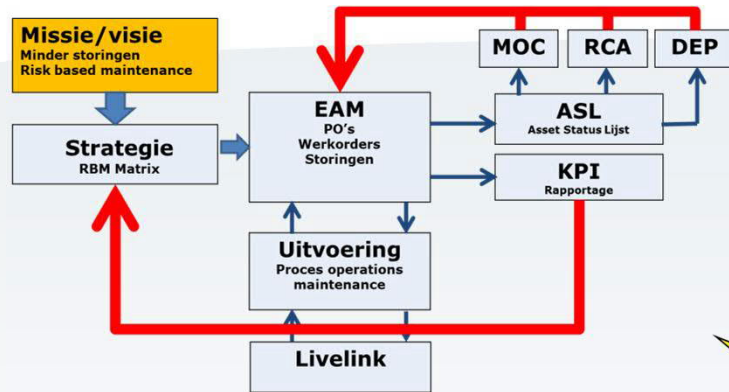 Missie/visie
Minder storingen
Risk based maintenance
MOC
RCA
DEP
EAM
PO's
Werkorders
Storingen
ASL
Asset Status Lijst
Strategie
RBM Matrix
KPI
Rapportage
Uitvoering
Proces operations
maintenance
Livelink